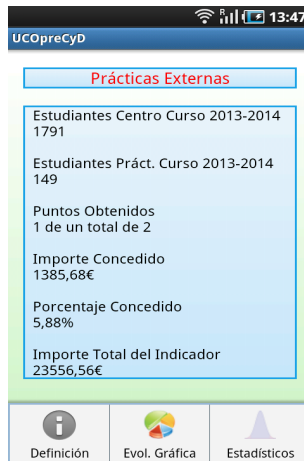 R 13:47
UCOpreCyD
Prácticas Externas
Estudiantes Centro Curso 2013-2014
1791
Estudiantes Práct. Curso 2013-2014
149
Puntos Obtenidos
1 de un total de 2
Importe Concedido
1385,68€
Porcentaje Concedido
5,88%
Importe Total del Indicador
23556,56€
Definición Evol. Gráfica Estadísticos